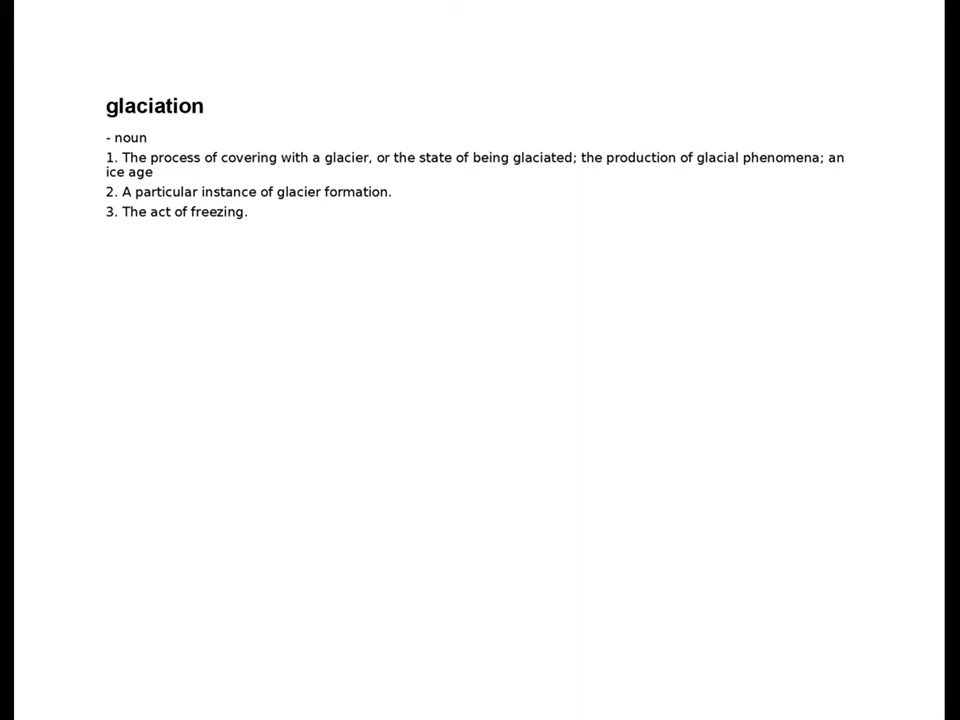 glaciation
- noun
1. The process of covering with a glacier, or the state of being glaciated; the production of glacial phenomena; an
ice age
2. A particular instance of glacier formation.
3. The act of freezing.